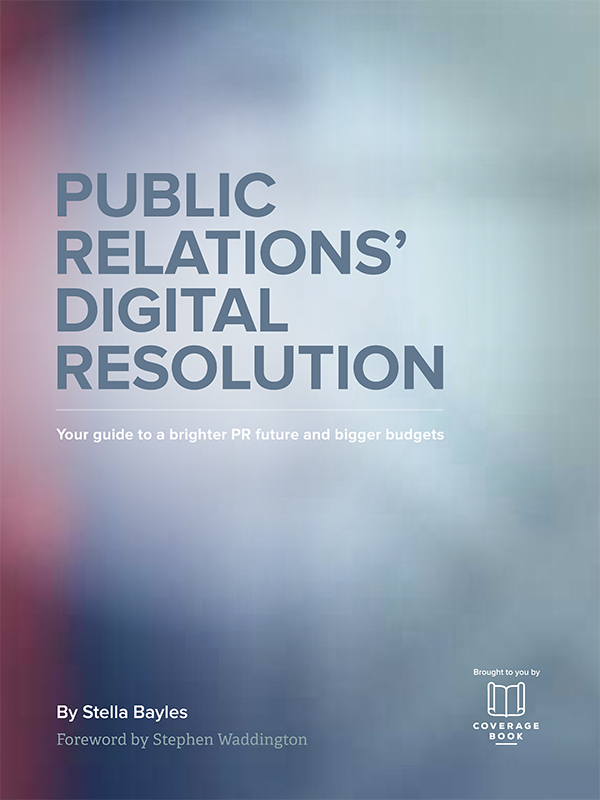 PUBLIC
RELATIONS’
DIGITAL
RESOLUTION
Your guide to a brighter PR future and bigger budgets
By Stella Bayles
Foreword by Stephen Waddington
Brought to you by
COVERAGE
BOOK